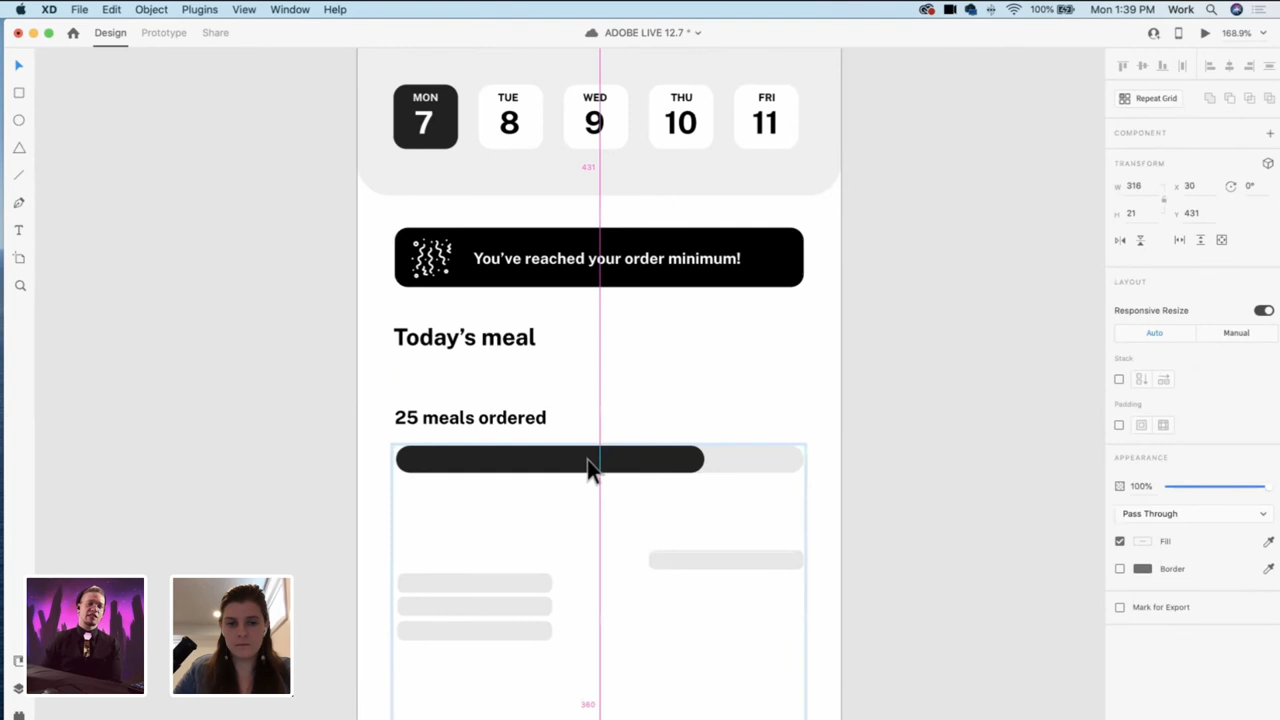 XD File Edit Object Plugins View Window Help 100% Mon 1:39 PM Work
Design Prototype Share ADOBE LIVE 12.7 * 168.9%
MON TUE WED THU FRI
7 8 9 10 11
431
You've reached your order minimum!
Today's meal
25 meals ordered
360
Repeat Grid
COMPONENT
TRANSFORM
W 316 X 30 0°
H 21 Y 431
LAYOUT
Responsive Resize
Auto Manual
Stack
Padding
APPEARANCE
100%
Pass Through
Fill
Border
Mark for Export